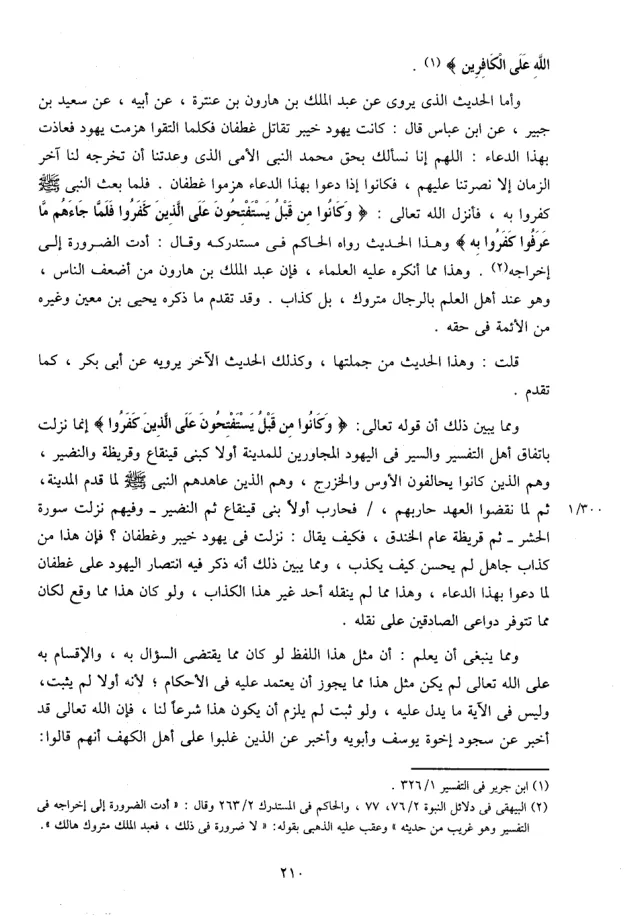 اللَّه عَلَى الْكَافِرِين ﴾ (١) .
وأما الحديث الذى يروى عن عبد الملك بن هارون بن عنترة ، عن أبيه ، عن سعيد بن
جبير ، عن ابن عباس قال : كانت يهود خيبر تقاتل غطفان فكلما التقوا هزمت يهود فعاذت
بهذا الدعاء : اللهم إنا نسألك بحق محمد النبى الأمى الذى وعدتنا أن تخرجه لنا آخر
الزمان إلا نصرتنا عليهم ، فكانوا إذا دعوا بهذا الدعاء هزموا غطفان . فلما بعث النبى ﷺ
كفروا به ، فأنزل الله تعالى : ﴿ وَكَانُوا مِن قَبْلُ يَسْتَفْتِحُونَ عَلَى الَّذِينَ كَفَرُوا فَلَمَّا جَاءَهُم مَّا
عَرَفُوا كَفَرُوا بِه ﴾ وهـذا الحديث رواه الحاكم فى مستدركه وقال : أدت الضرورة إلى
إخراجه(٢) . وهذا مما أنكره عليه العلماء ، فإن عبد الملك بن هارون من أضعف الناس ،
وهو عند أهل العلم بالرجال متروك ، بل كذاب . وقد تقدم ما ذكره يحيى بن معين وغيره
من الأئمة فى حقه .
قلت : وهذا الحديث من جملتها ، وكذلك الحديث الآخر يرويه عن أبى بكر ، كما
تقدم .
ومما يبين ذلك أن قوله تعالى: ﴿ وَكَانُوا مِن قَبْلُ يَسْتَفْتِحُونَ عَلَى الَّذِينَ كَفَرُوا ﴾ إنما نزلت
باتفاق أهل التفسير والسير فى اليهود المجاورين للمدينة أولا كبنى قينقاع وقريظة والنضير ،
وهم الذين كانوا يحالفون الأوس والخزرج ، وهم الذين عاهدهم النبى ﷺ لما قدم المدينة،
ثم لما نقضوا العهد حاربهم ، / فحارب أولاً بنى قينقاع ثم النضير ـ وفيهم نزلت سورة
١/٣٠٠
الحشر ـ ثم قريظة عام الخندق ، فكيف يقال : نزلت فى يهود خيبر وغطفان ؟ فإن هذا من
كذاب جاهل لم يحسن كيف يكذب ، ومما يبين ذلك أنه ذكر فيه انتصار اليهود على غطفان
لما دعوا بهذا الدعاء ، وهذا مما لم ينقله أحد غير هذا الكذاب ، ولو كان هذا مما وقع لكان
مما تتوفر دواعى الصادقين على نقله .
ومما ينبغى أن يعلم : أن مثل هذا اللفظ لو كان مما يقتضى السؤال به ، والإقسام به
على الله تعالى لم يكن مثل هذا مما يجوز أن يعتمد عليه فى الأحكام ؛ لأنه أولا لم يثبت،
وليس فى الآية ما يدل عليه ، ولو ثبت لم يلزم أن يكون هذا شرعاً لنا ، فإن الله تعالى قد
أخبر عن سجود إخوة يوسف وأبويه وأخبر عن الذين غلبوا على أهل الكهف أنهم قالوا:
(١) ابن جرير فى التفسير ٣٢٦/١ .
(٢) البيهقى فى دلائل النبوة ٧٦/٢، ٧٧ ، والحاكم فى المستدرك ٢٦٣/٢ وقال : « أدت الضرورة إلى إخراجه فى
التفسير وهو غريب من حديثه » وعقب عليه الذهبى بقوله: « لا ضرورة فى ذلك ، فعبد الملك متروك هالك ».
٢١٠